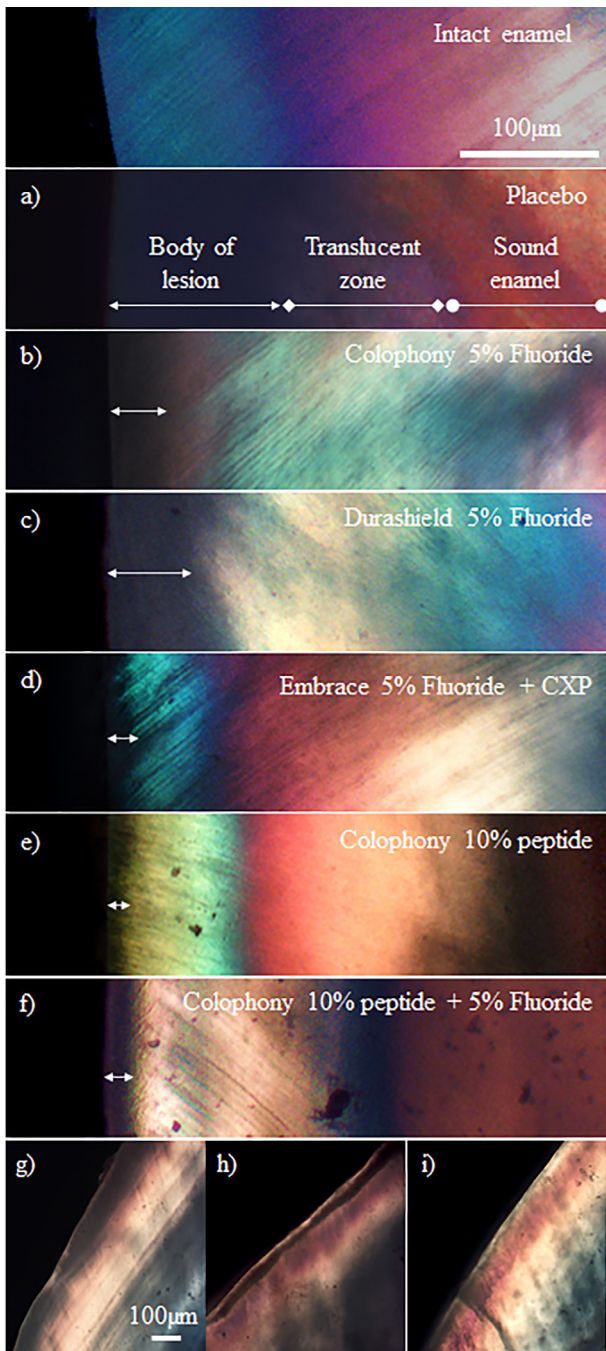 Intact enamel
100μm
a)
Placebo
Body of
lesion
Translucent
zone
Sound
enamel
b)
Colophony 5% Fluoride
c)
Durashield 5% Fluoride
d)
Embrace 5% Fluoride + CXP
e)
Colophony 10% peptide
f)
Colophony 10% peptide + 5% Fluoride
g)
h)
i)
100μm